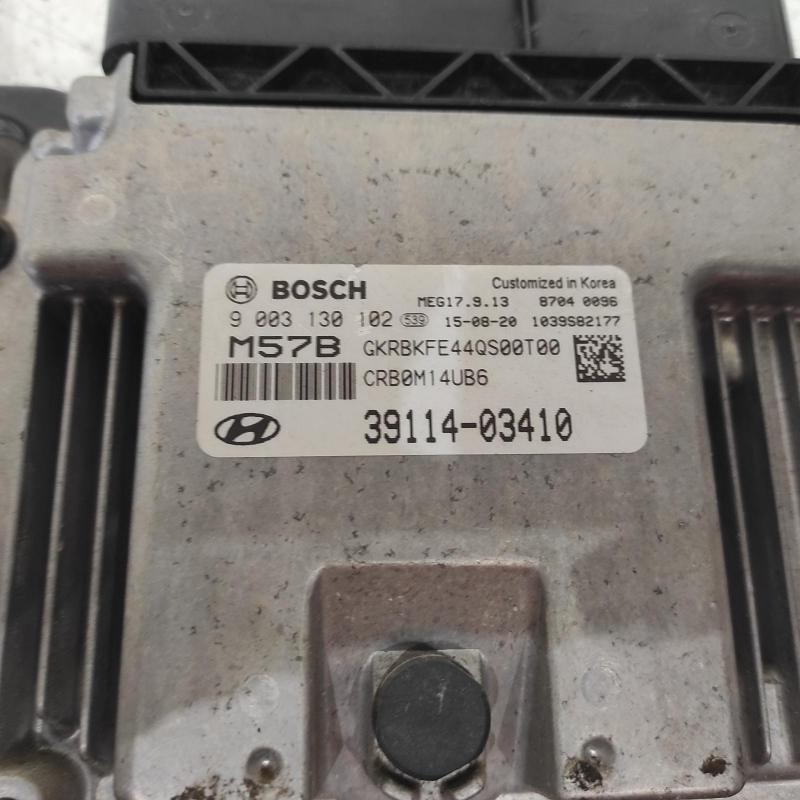 BOSCH
Customized in Korea
MEG17.9.13 8704 0096
9 003 130 102 539 15-08-20 1039S82177
M57B GKRBKFE44QS00T00
CRB0M14UB6
39114-03410